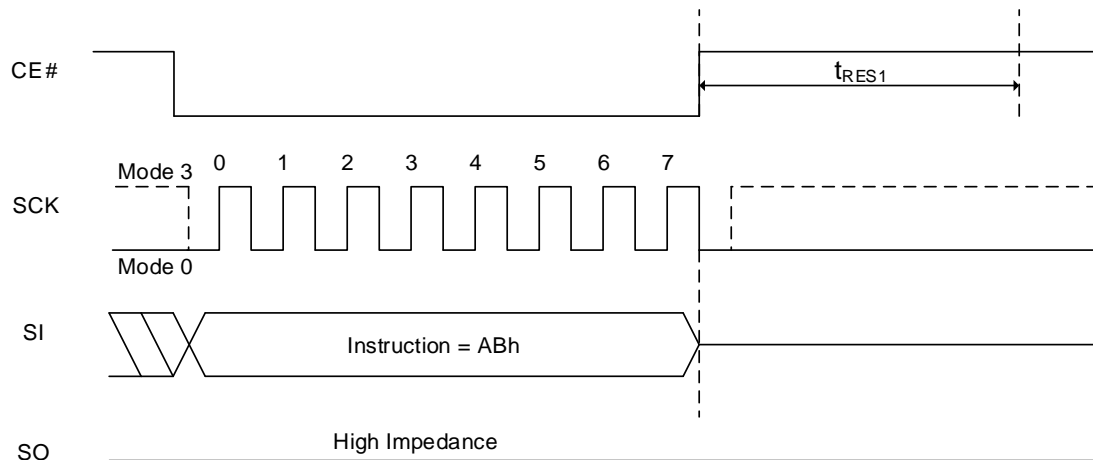 CE#
tRES1
Mode 3 0 1 2 3 4 5 6 7
SCK
Mode 0
SI
Instruction = ABh
High Impedance
SO